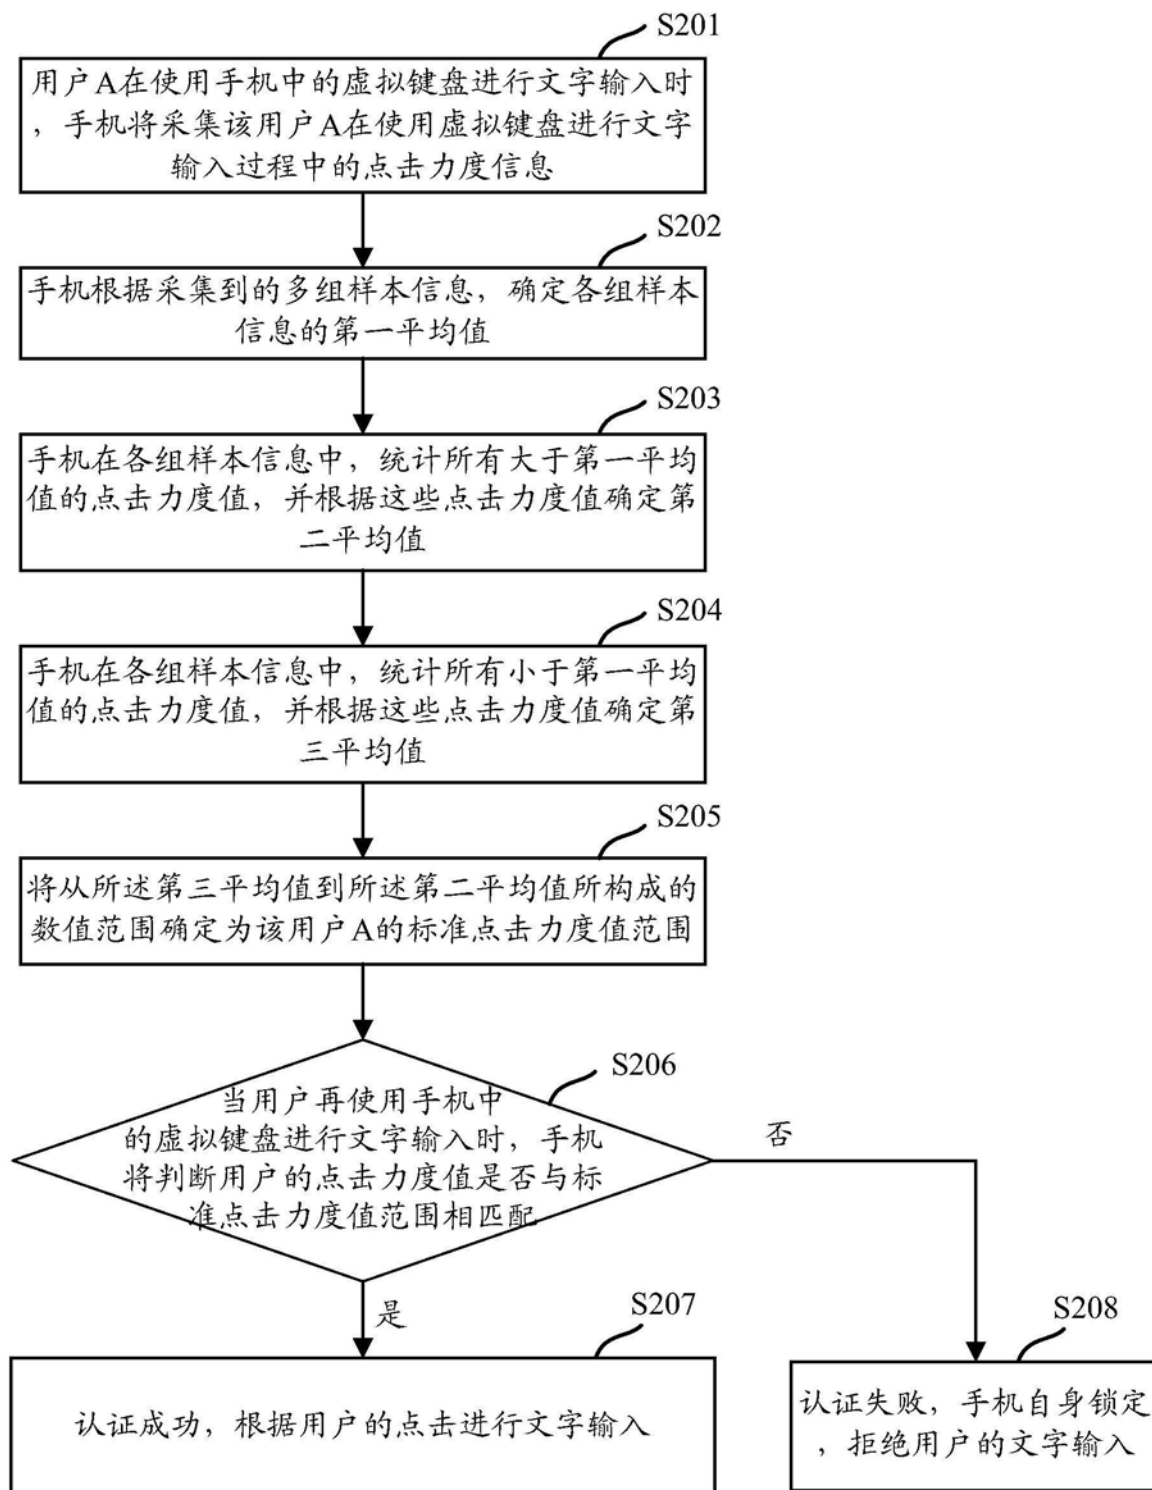 S201
用户A在使用手机中的虚拟键盘进行文字输入时
，手机将采集该用户A在使用虚拟键盘进行文字
输入过程中的点击力度信息
S202
手机根据采集到的多组样本信息，确定各组样本
信息的第一平均值
S203
手机在各组样本信息中，统计所有大于第一平均
值的点击力度值，并根据这些点击力度值确定第
二平均值
S204
手机在各组样本信息中，统计所有小于第一平均
值的点击力度值，并根据这些点击力度值确定第
三平均值
S205
将从所述第三平均值到所述第二平均值所构成的
数值范围确定为该用户A的标准点击力度值范围
S206
当用户再使用手机中
的虚拟键盘进行文字输入时，手机
将判断用户的点击力度值是否与标
准点击力度值范围相匹配
否
是
S207
认证成功，根据用户的点击进行文字输入
S208
认证失败，手机自身锁定
，拒绝用户的文字输入